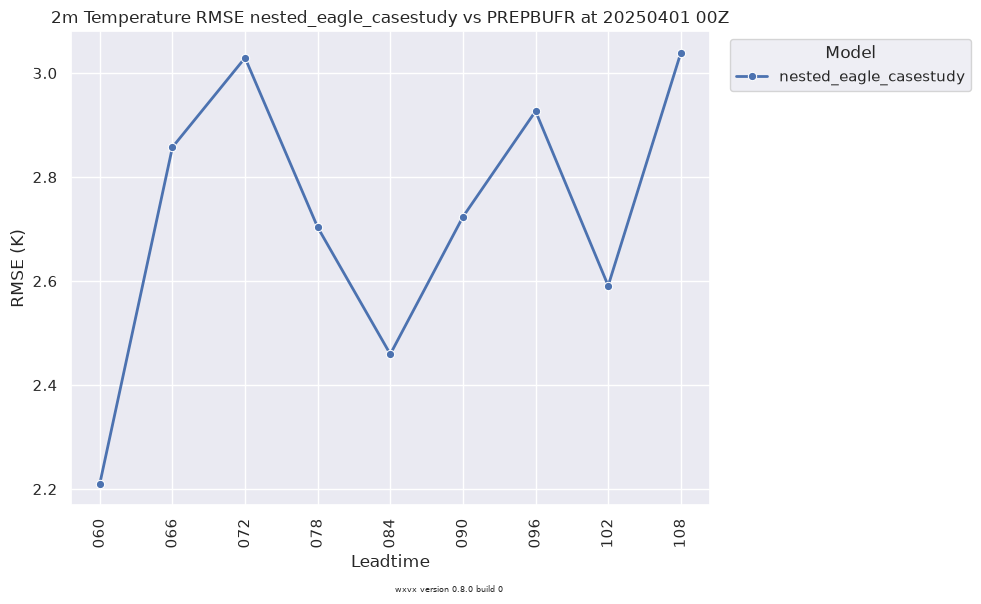 2m Temperature RMSE nested_eagle_casestudy vs PREPBUFR at 20250401 00Z
Model
nested_eagle_casestudy
RMSE (K)
3.0
2.8
2.6
2.4
2.2
060 066 072 078 084 090 096 102 108
Leadtime
wxvx version 0.8.0 build 0